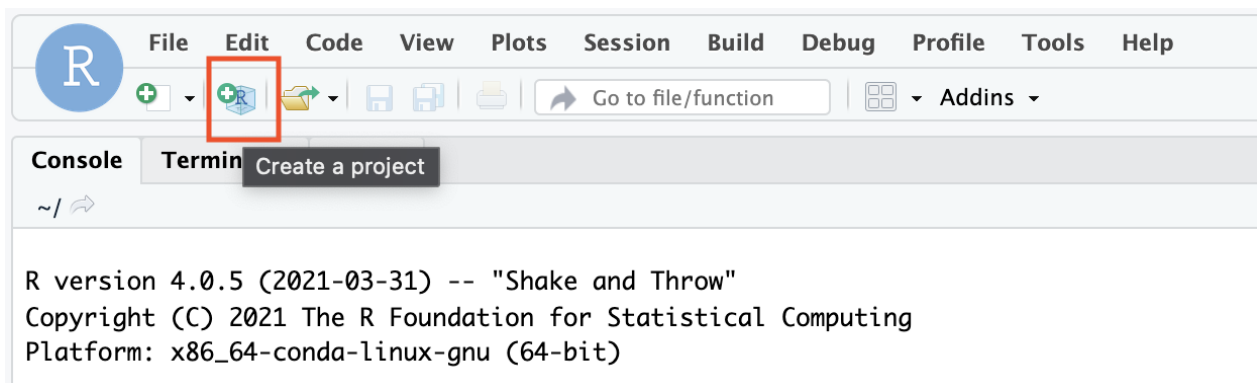 R
File Edit Code View Plots Session Build Debug Profile Tools Help
R Go to file/function Addins
Console
Create a project
~/
R version 4.0.5 (2021-03-31) -- "Shake and Throw"
Copyright (C) 2021 The R Foundation for Statistical Computing
Platform: x86_64-conda-linux-gnu (64-bit)